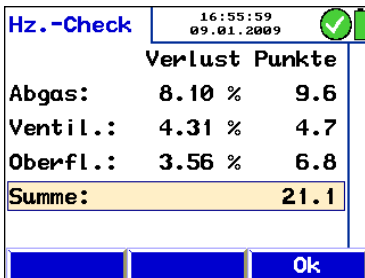 Hz.-Check 16:55:59
09.01.2009
Verlust Punkte
Abgas: 8.10 % 9.6
Ventil.: 4.31 % 4.7
Oberfl.: 3.56 % 6.8
Summe: 21.1
Ok